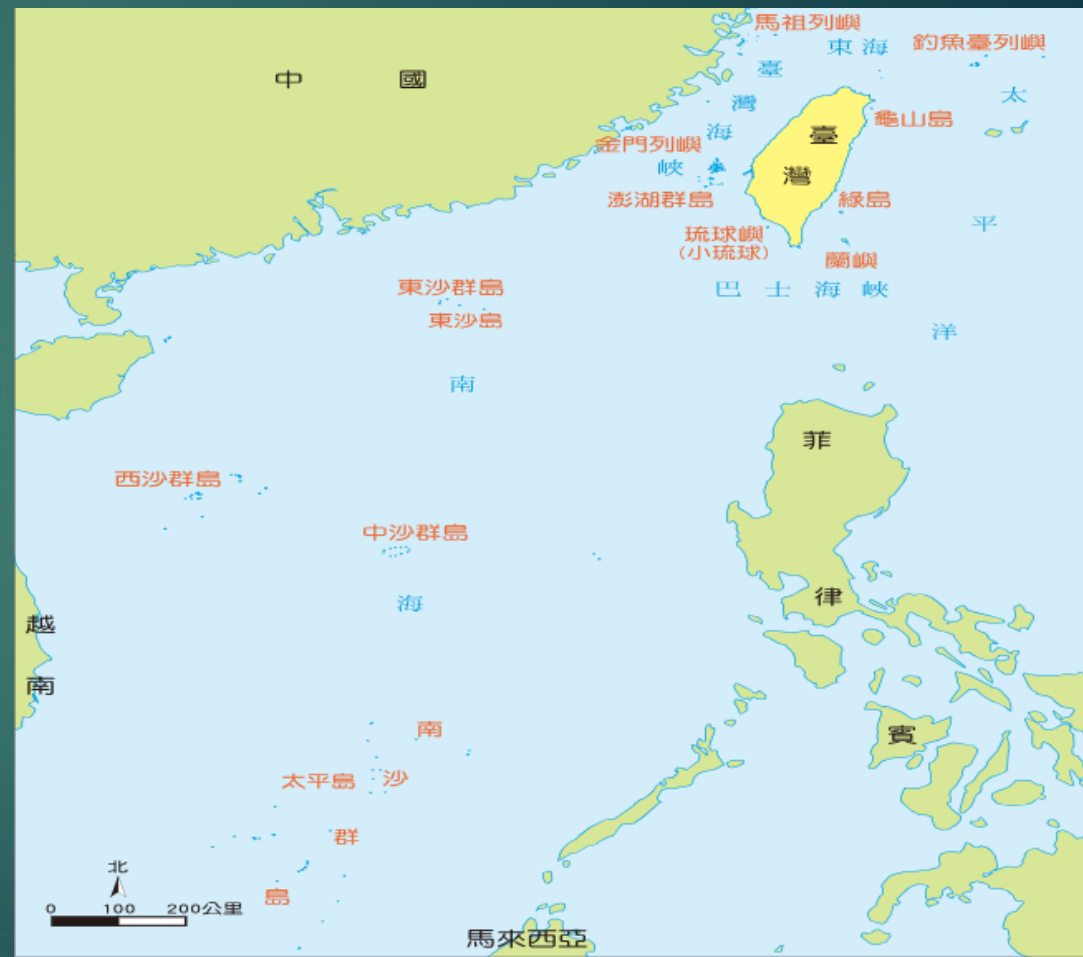 馬祖列嶼
東海
釣魚臺列嶼
中國
臺灣海峽
太平洋
龜山島
臺灣
金門列嶼
澎湖群島
綠島
琉球嶼
(小琉球)
蘭嶼
巴士海峽
東沙群島
東沙島
南海
菲律賓
西沙群島
中沙群島
越南
南沙群島
太平島
北
0 100 200公里
馬來西亞